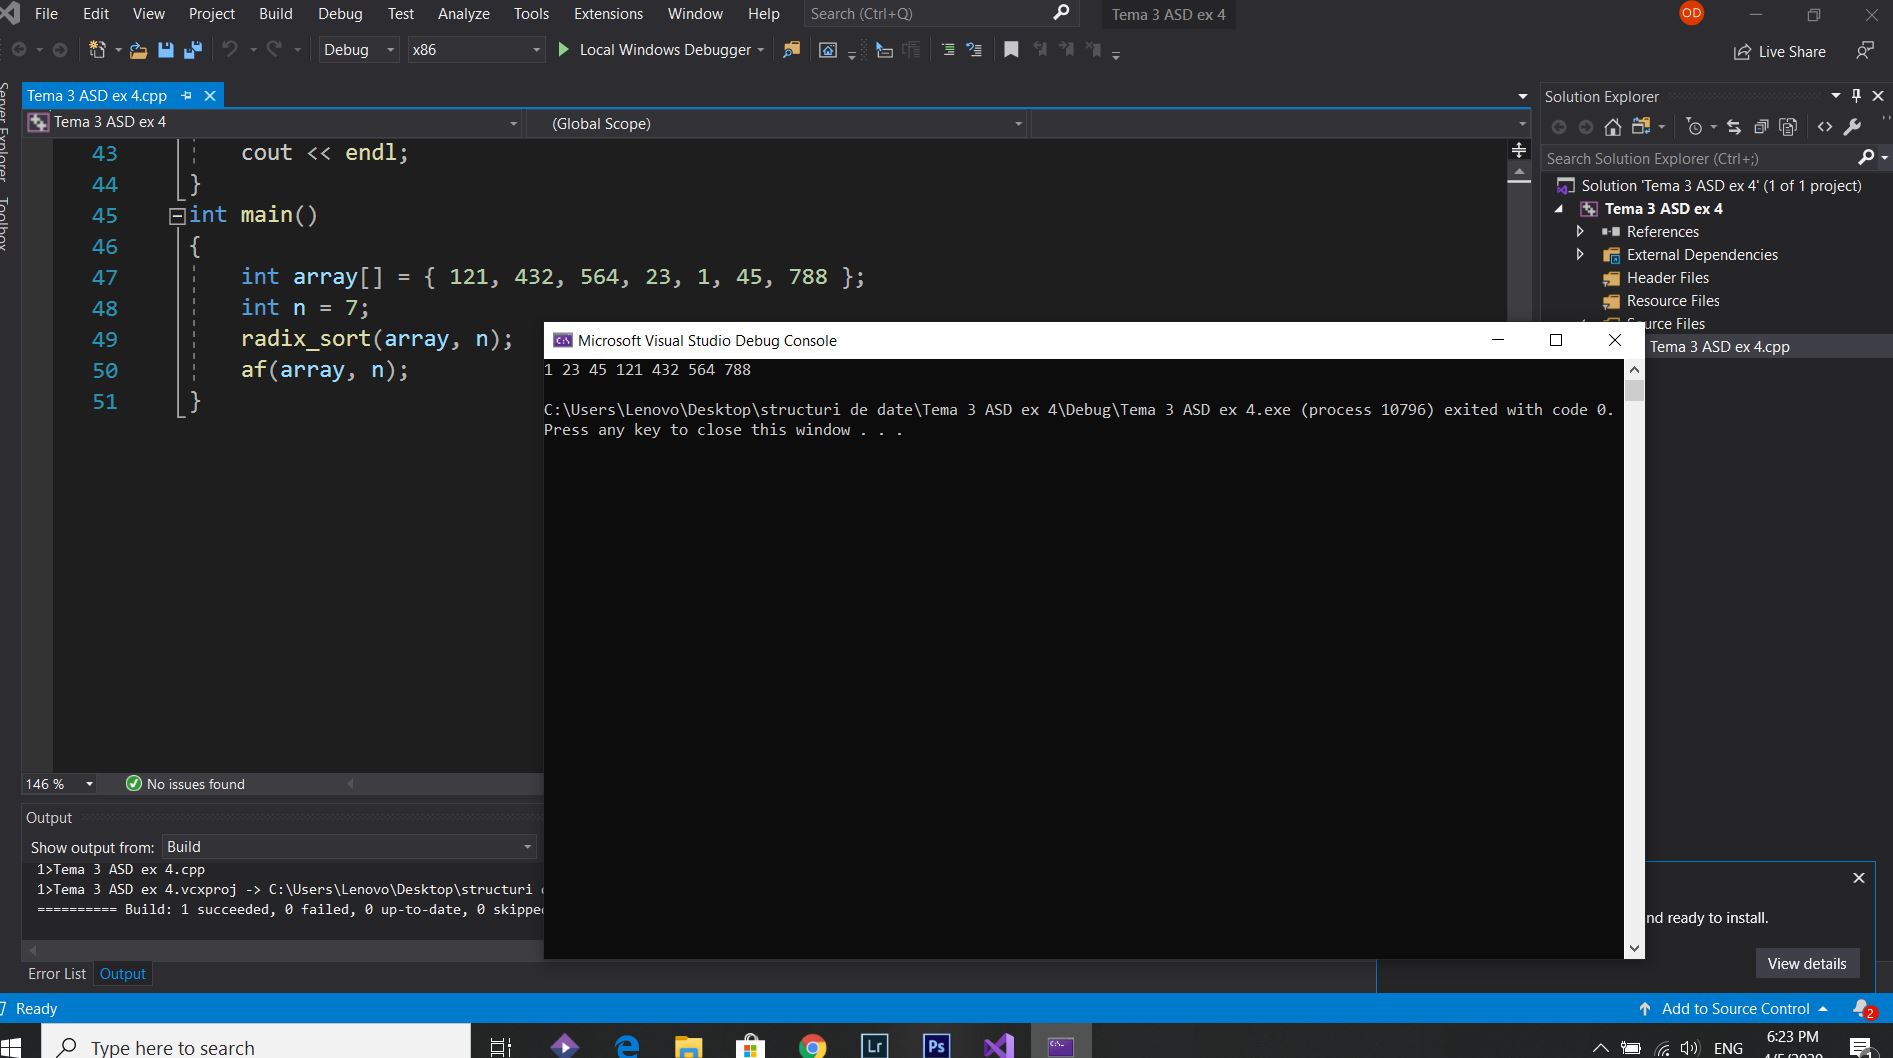 File Edit View Project Build Debug Test Analyze Tools Extensions Window Help Search (Ctrl+Q) Tema 3 ASD ex 4 OD
Debug x86 Local Windows Debugger Live Share
Server Explorer
Toolbox
Tema 3 ASD ex 4.cpp
Tema 3 ASD ex 4 (Global Scope)
43 cout << endl;
44 }
45 int main()
46 {
47 int array[] = { 121, 432, 564, 23, 1, 45, 788 };
48 int n = 7;
49 radix_sort(array, n);
50 af(array, n);
51 }
146 % No issues found
Solution Explorer
Search Solution Explorer (Ctrl+;)
Solution 'Tema 3 ASD ex 4' (1 of 1 project)
Tema 3 ASD ex 4
References
External Dependencies
Header Files
Resource Files
urce Files
Tema 3 ASD ex 4.cpp
Microsoft Visual Studio Debug Console
1 23 45 121 432 564 788
C:\Users\Lenovo\Desktop\structuri de date\Tema 3 ASD ex 4\Debug\Tema 3 ASD ex 4.exe (process 10796) exited with code 0.
Press any key to close this window . . .
Output
Show output from: Build
1>Tema 3 ASD ex 4.cpp
1>Tema 3 ASD ex 4.vcxproj -> C:\Users\Lenovo\Desktop\structuri
========== Build: 1 succeeded, 0 failed, 0 up-to-date, 0 skipped
Error List Output
nd ready to install.
View details
Ready Add to Source Control 2
Type here to search Lr Ps ENG 6:23 PM